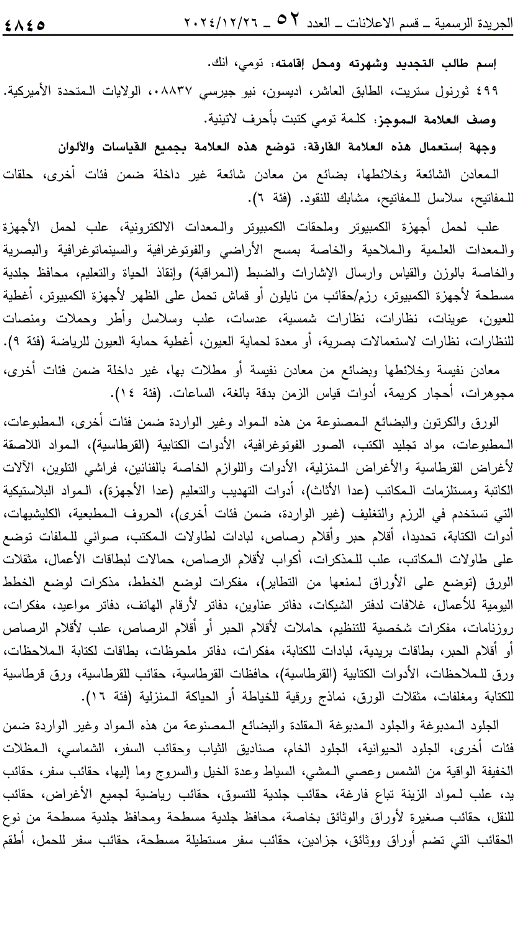 الجريدة الرسمية ــ قسم الاعلانات ــ العدد ٥٢ ــ ٢٠٢٤/١٢/٢٦ ٤٨٤٥
إسم طالب التجديد وشهرته ومحل إقامته: تومي، انك.
٤٩٩ ثورنول ستريت، الطابق العاشر، اديسون، نيو جيرسي ٠٨٨٣٧، الولايات المتحدة الأميركية.
وصف العلامة الموجز: كلمة تومي كتبت بأحرف لاتينية.
وجهة إستعمال هذه العلامة الفارقة: توضع هذه العلامة بجميع القياسات والألوان
المعادن الشائعة وخلائطها، بضائع من معادن شائعة غير داخلة ضمن فئات أخرى، حلقات
للمفاتيح، سلاسل للمفاتيح، مشابك للنقود. (فئة ٦).
علب لحمل أجهزة الكمبيوتر وملحقات الكمبيوتر والمعدات الالكترونية، علب لحمل الأجهزة
والمعدات العلمية والملاحية والخاصة بمسح الأراضي والفوتوغرافية والسينماتوغرافية والبصرية
والخاصة بالوزن والقياس وارسال الإشارات والضبط (المراقبة) وإنقاذ الحياة والتعليم، محافظ جلدية
مسطحة لأجهزة الكمبيوتر، رزم/حقائب من نايلون أو قماش تحمل على الظهر لأجهزة الكمبيوتر، أغطية
للعيون، عوينات، نظارات، نظارات شمسية، عدسات، علب وسلاسل وأطر وحملات ومنصات
للنظارات، نظارات لاستعمالات بصرية، أو معدة لحماية العيون، أغطية حماية العيون للرياضة (فئة ٩).
معادن نفيسة وخلائطها وبضائع من معادن نفيسة أو مطلات بها، غير داخلة ضمن فئات أخرى،
مجوهرات، أحجار كريمة، أدوات قياس الزمن بدقة بالغة، الساعات. (فئة ١٤).
الورق والكرتون والبضائع المصنوعة من هذه المواد وغير الواردة ضمن فئات أخرى، المطبوعات،
المطبوعات، مواد تجليد الكتب، الصور الفوتوغرافية، الأدوات الكتابية (القرطاسية)، المواد اللاصقة
لأغراض القرطاسية والأغراض المنزلية، الأدوات واللوازم الخاصة بالفنانين، فراشي التلوين، الآلات
الكاتبة ومستلزمات المكاتب (عدا الأثاث)، أدوات التهذيب والتعليم (عدا الأجهزة)، المواد البلاستيكية
التي تستخدم في الرزم والتغليف (غير الواردة، ضمن فئات أخرى)، الحروف المطبعية، الكليشيهات،
أدوات الكتابة، تحديدا، أقلام حبر وأقلام رصاص، لبادات لطاولات المكتب، صواني للملفات توضع
على طاولات المكاتب، علب للمذكرات، أكواب لأقلام الرصاص، حمالات لبطاقات الأعمال، مثقلات
الورق (توضع على الأوراق لمنعها من التطاير)، مفكرات لوضع الخطط، مذكرات لوضع الخطط
اليومية للأعمال، غلافات لدفتر الشيكات، دفاتر عناوين، دفاتر لأرقام الهاتف، دفاتر مواعيد، مفكرات،
روزنامات، مفكرات شخصية للتنظيم، حاملات لأقلام الحبر أو أقلام الرصاص، علب لأقلام الرصاص
أو أقلام الحبر، بطاقات بريدية، لبادات للكتابة، مفكرات، دفاتر ملحوظات، بطاقات لكتابة الملاحظات،
ورق للملاحظات، الأدوات الكتابية (القرطاسية)، حافظات القرطاسية، حقائب للقرطاسية، ورق قرطاسية
للكتابة ومغلفات، مثقلات الورق، نماذج ورقية للخياطة أو الحياكة المنزلية (فئة ١٦).
الجلود المدبوغة والجلود المدبوغة المقلدة والبضائع المصنوعة من هذه المواد وغير الواردة ضمن
فئات أخرى، الجلود الحيوانية، الجلود الخام، صناديق الثياب وحقائب السفر، الشماسي، المظلات
الخفيفة الواقية من الشمس وعصي المشي، السياط وعدة الخيل والسروج وما إليها، حقائب سفر، حقائب
يد، علب لمواد الزينة تباع فارغة، حقائب جلدية للتسوق، حقائب رياضية لجميع الأغراض، حقائب
للنقل، حقائب صغيرة لأوراق والوثائق بخاصة، محافظ جلدية مسطحة ومحافظ جلدية مسطحة من نوع
الحقائب التي تضم أوراق ووثائق، جزادين، حقائب سفر مستطيلة مسطحة، حقائب سفر للحمل، أطقم